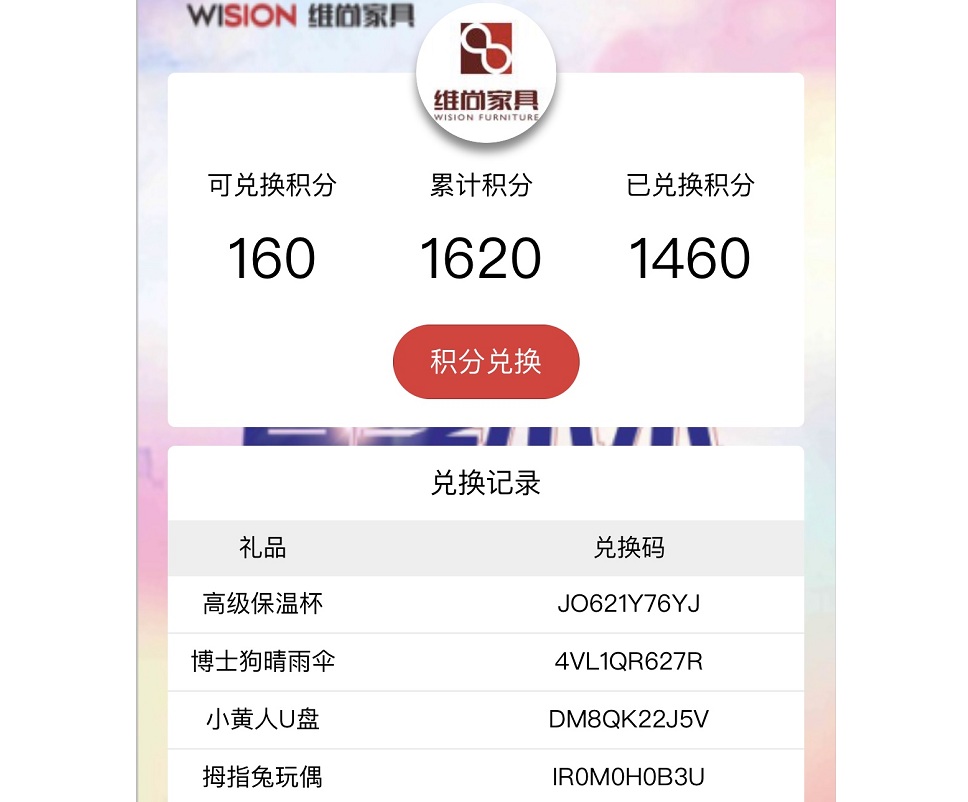 WISION 维尚家具
维尚家具
WISION FURNITURE
可兑换积分 累计积分 已兑换积分
160 1620 1460
积分兑换
兑换记录
礼品 兑换码
高级保温杯 JO621Y76YJ
博士狗晴雨伞 4VL1QR627R
小黄人U盘 DM8QK22J5V
拇指兔玩偶 IR0M0H0B3U